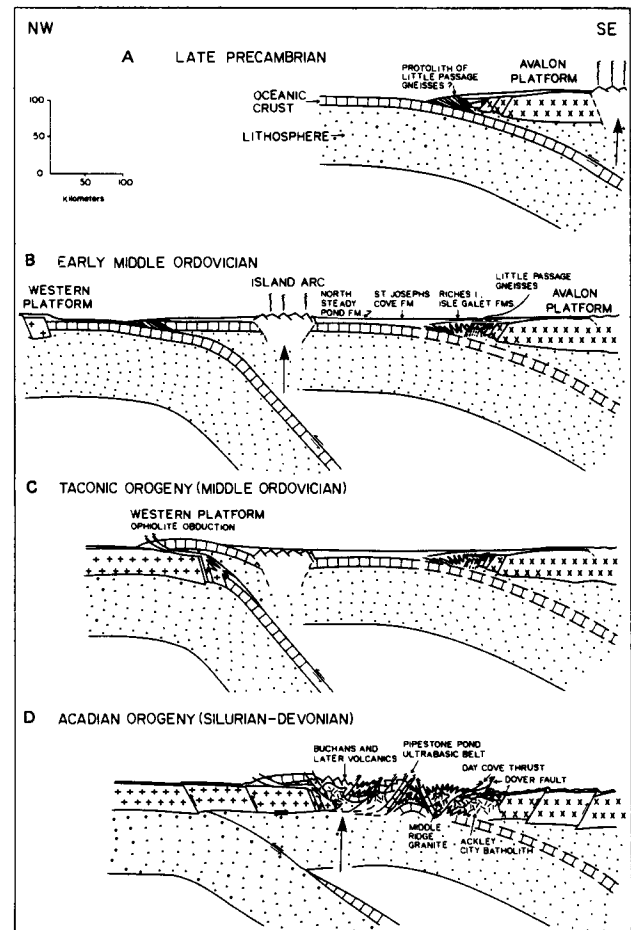 NW
SE
A LATE PRECAMBRIAN
PROTOLITH OF
LITTLE PASSAGE
GNEISSES ?
AVALON
PLATFORM
OCEANIC
CRUST
LITHOSPHERE
100
50
0
50 100
Kilometers
B EARLY MIDDLE ORDOVICIAN
WESTERN
PLATFORM
ISLAND ARC
NORTH
STEADY
POND FM.
ST JOSEPHS
COVE FM
RICHES I.;
ISLE GALET FMS
LITTLE PASSAGE
GNEISSES
AVALON
PLATFORM
C TACONIC OROGENY (MIDDLE ORDOVICIAN)
WESTERN PLATFORM
OPHIOLITE OBDUCTION
D ACADIAN OROGENY (SILURIAN-DEVONIAN)
BUCHANS AND
LATER VOLCANICS
PIPESTONE POND
ULTRABASIC BELT
DAY COVE THRUST
DOVER FAULT
MIDDLE
RIDGE
GRANITE
ACKLEY
CITY BATHOLITH